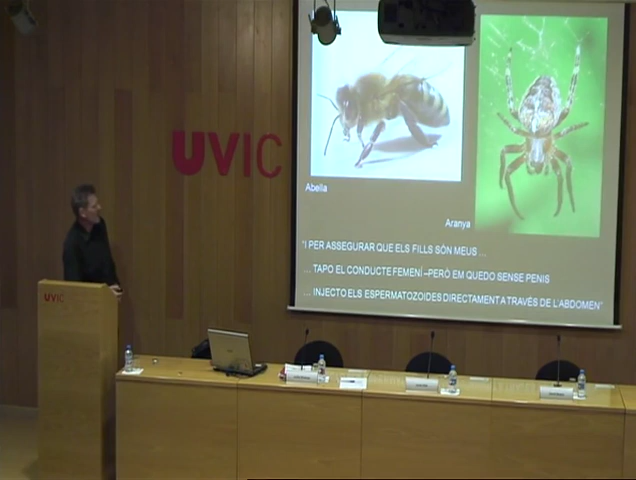 UVIC
Abella
Aranya
"I PER ASSEGURAR QUE ELS FILLS SÓN MEUS ...
... TAPO EL CONDUCTE FEMENÍ –PERÒ EM QUEDO SENSE PENIS
... INJECTO ELS ESPERMATOZOIDES DIRECTAMENT A TRAVÉS DE L'ABDOMEN"
UVIC